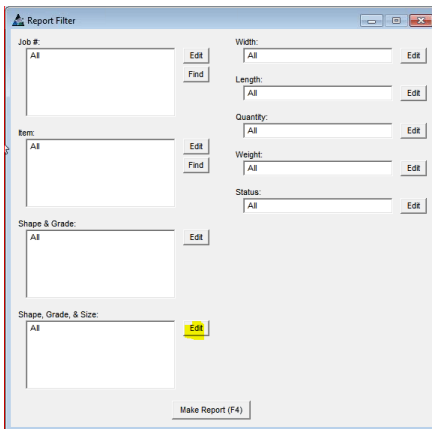 Report Filter
Job #:
All
Edit
Find
Item:
All
Edit
Find
Shape & Grade:
All
Edit
Shape, Grade, & Size:
All
Edit
Width:
All
Edit
Length:
All
Edit
Quantity:
All
Edit
Weight:
All
Edit
Status:
All
Edit
Make Report (F4)